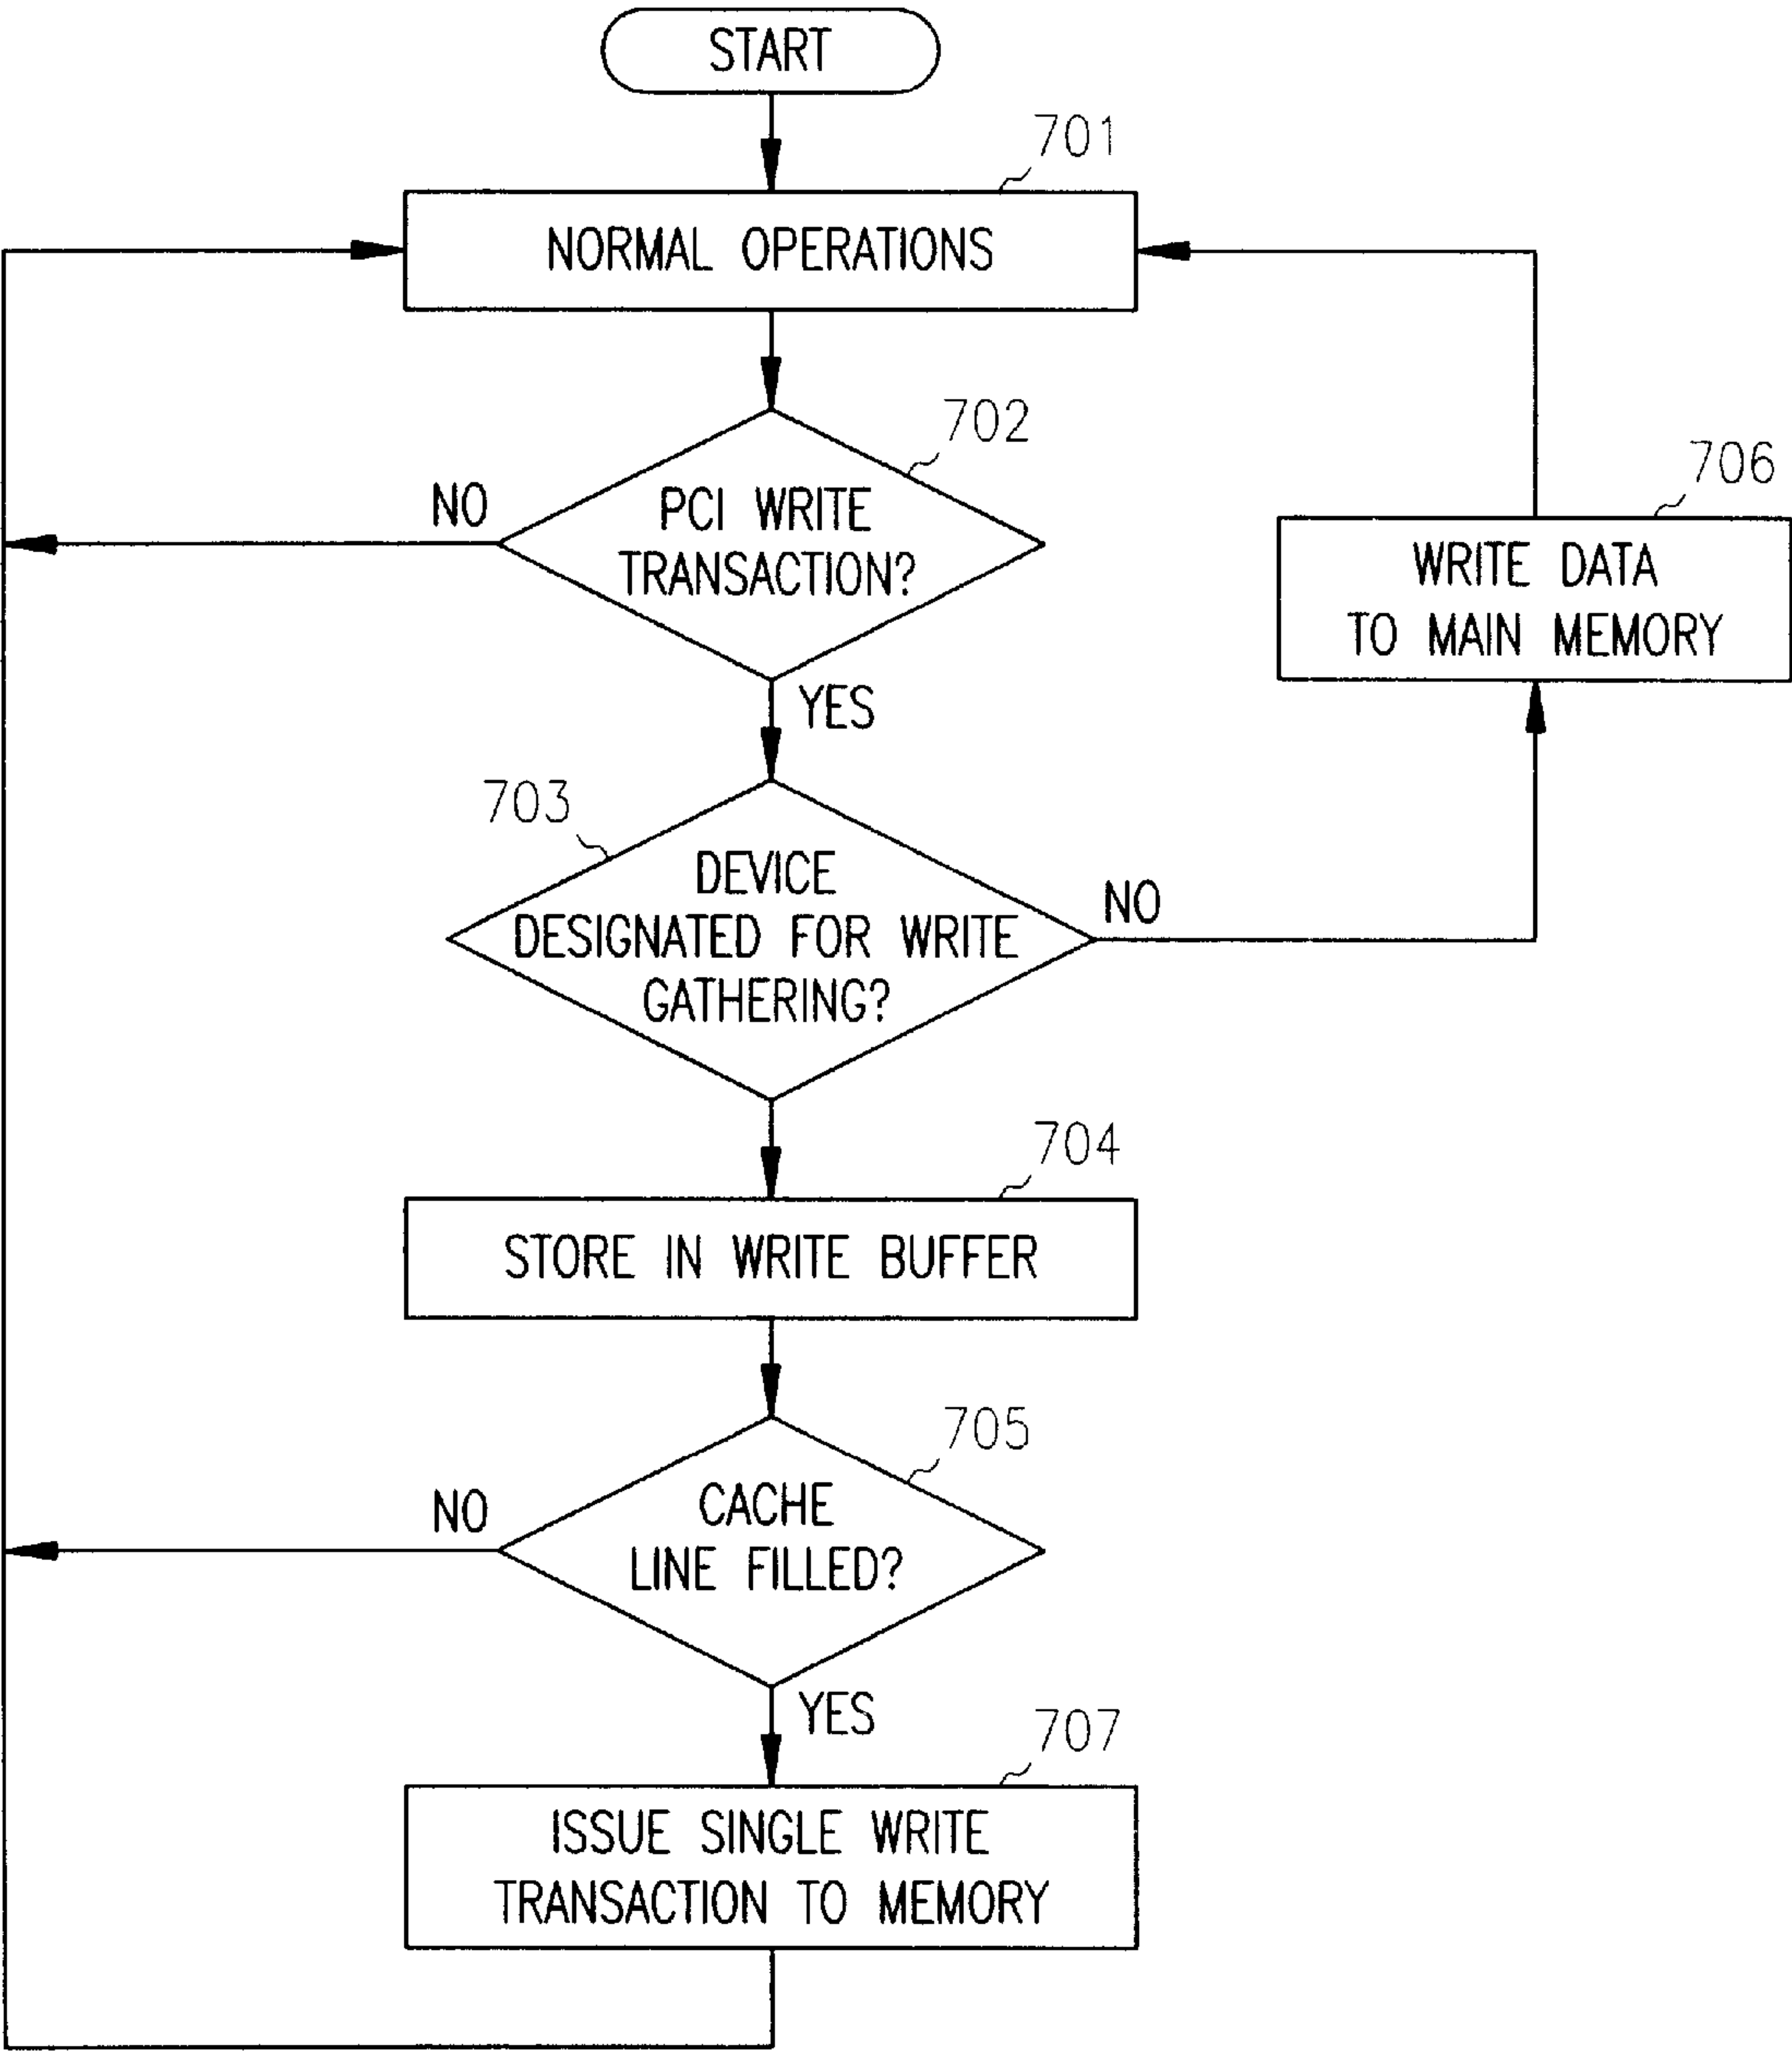 START
701
NORMAL OPERATIONS
702
NO
PCI WRITE
TRANSACTION?
706
WRITE DATA
TO MAIN MEMORY
YES
703
DEVICE
DESIGNATED FOR WRITE
GATHERING?
NO
704
STORE IN WRITE BUFFER
705
NO
CACHE
LINE FILLED?
YES
707
ISSUE SINGLE WRITE
TRANSACTION TO MEMORY